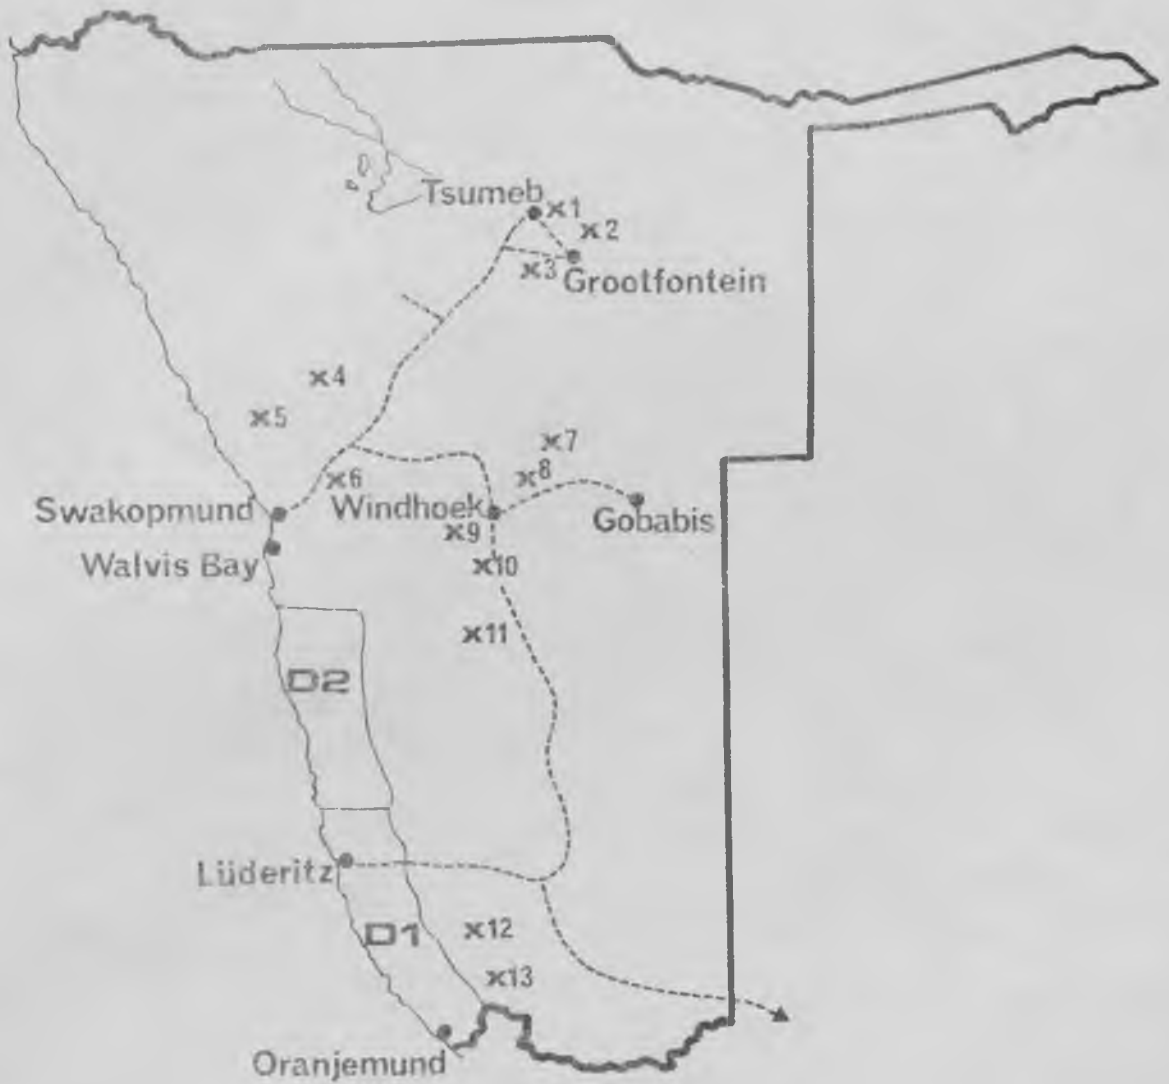 Tsumeb
x1
x2
x3
Grootfontein
x4
x5
x7
x8
x6
Swakopmund
Windhoek
Gobabis
x9
Walvis Bay
x10
x11
D2
Lüderitz
D1
x12
x13
Oranjemund